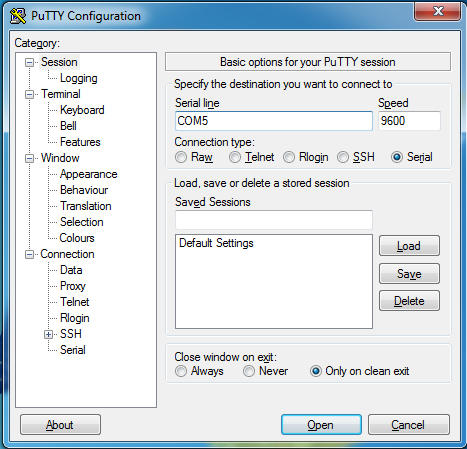 PuTTY Configuration
Category:
Session
Logging
Terminal
Keyboard
Bell
Features
Window
Appearance
Behaviour
Translation
Selection
Colours
Connection
Data
Proxy
Telnet
Rlogin
SSH
Serial
Basic options for your PuTTY session
Specify the destination you want to connect to
Serial line Speed
COM5 9600
Connection type:
Raw Telnet Rlogin SSH Serial
Load, save or delete a stored session
Saved Sessions
Default Settings
Load
Save
Delete
Close window on exit:
Always Never Only on clean exit
About Open Cancel